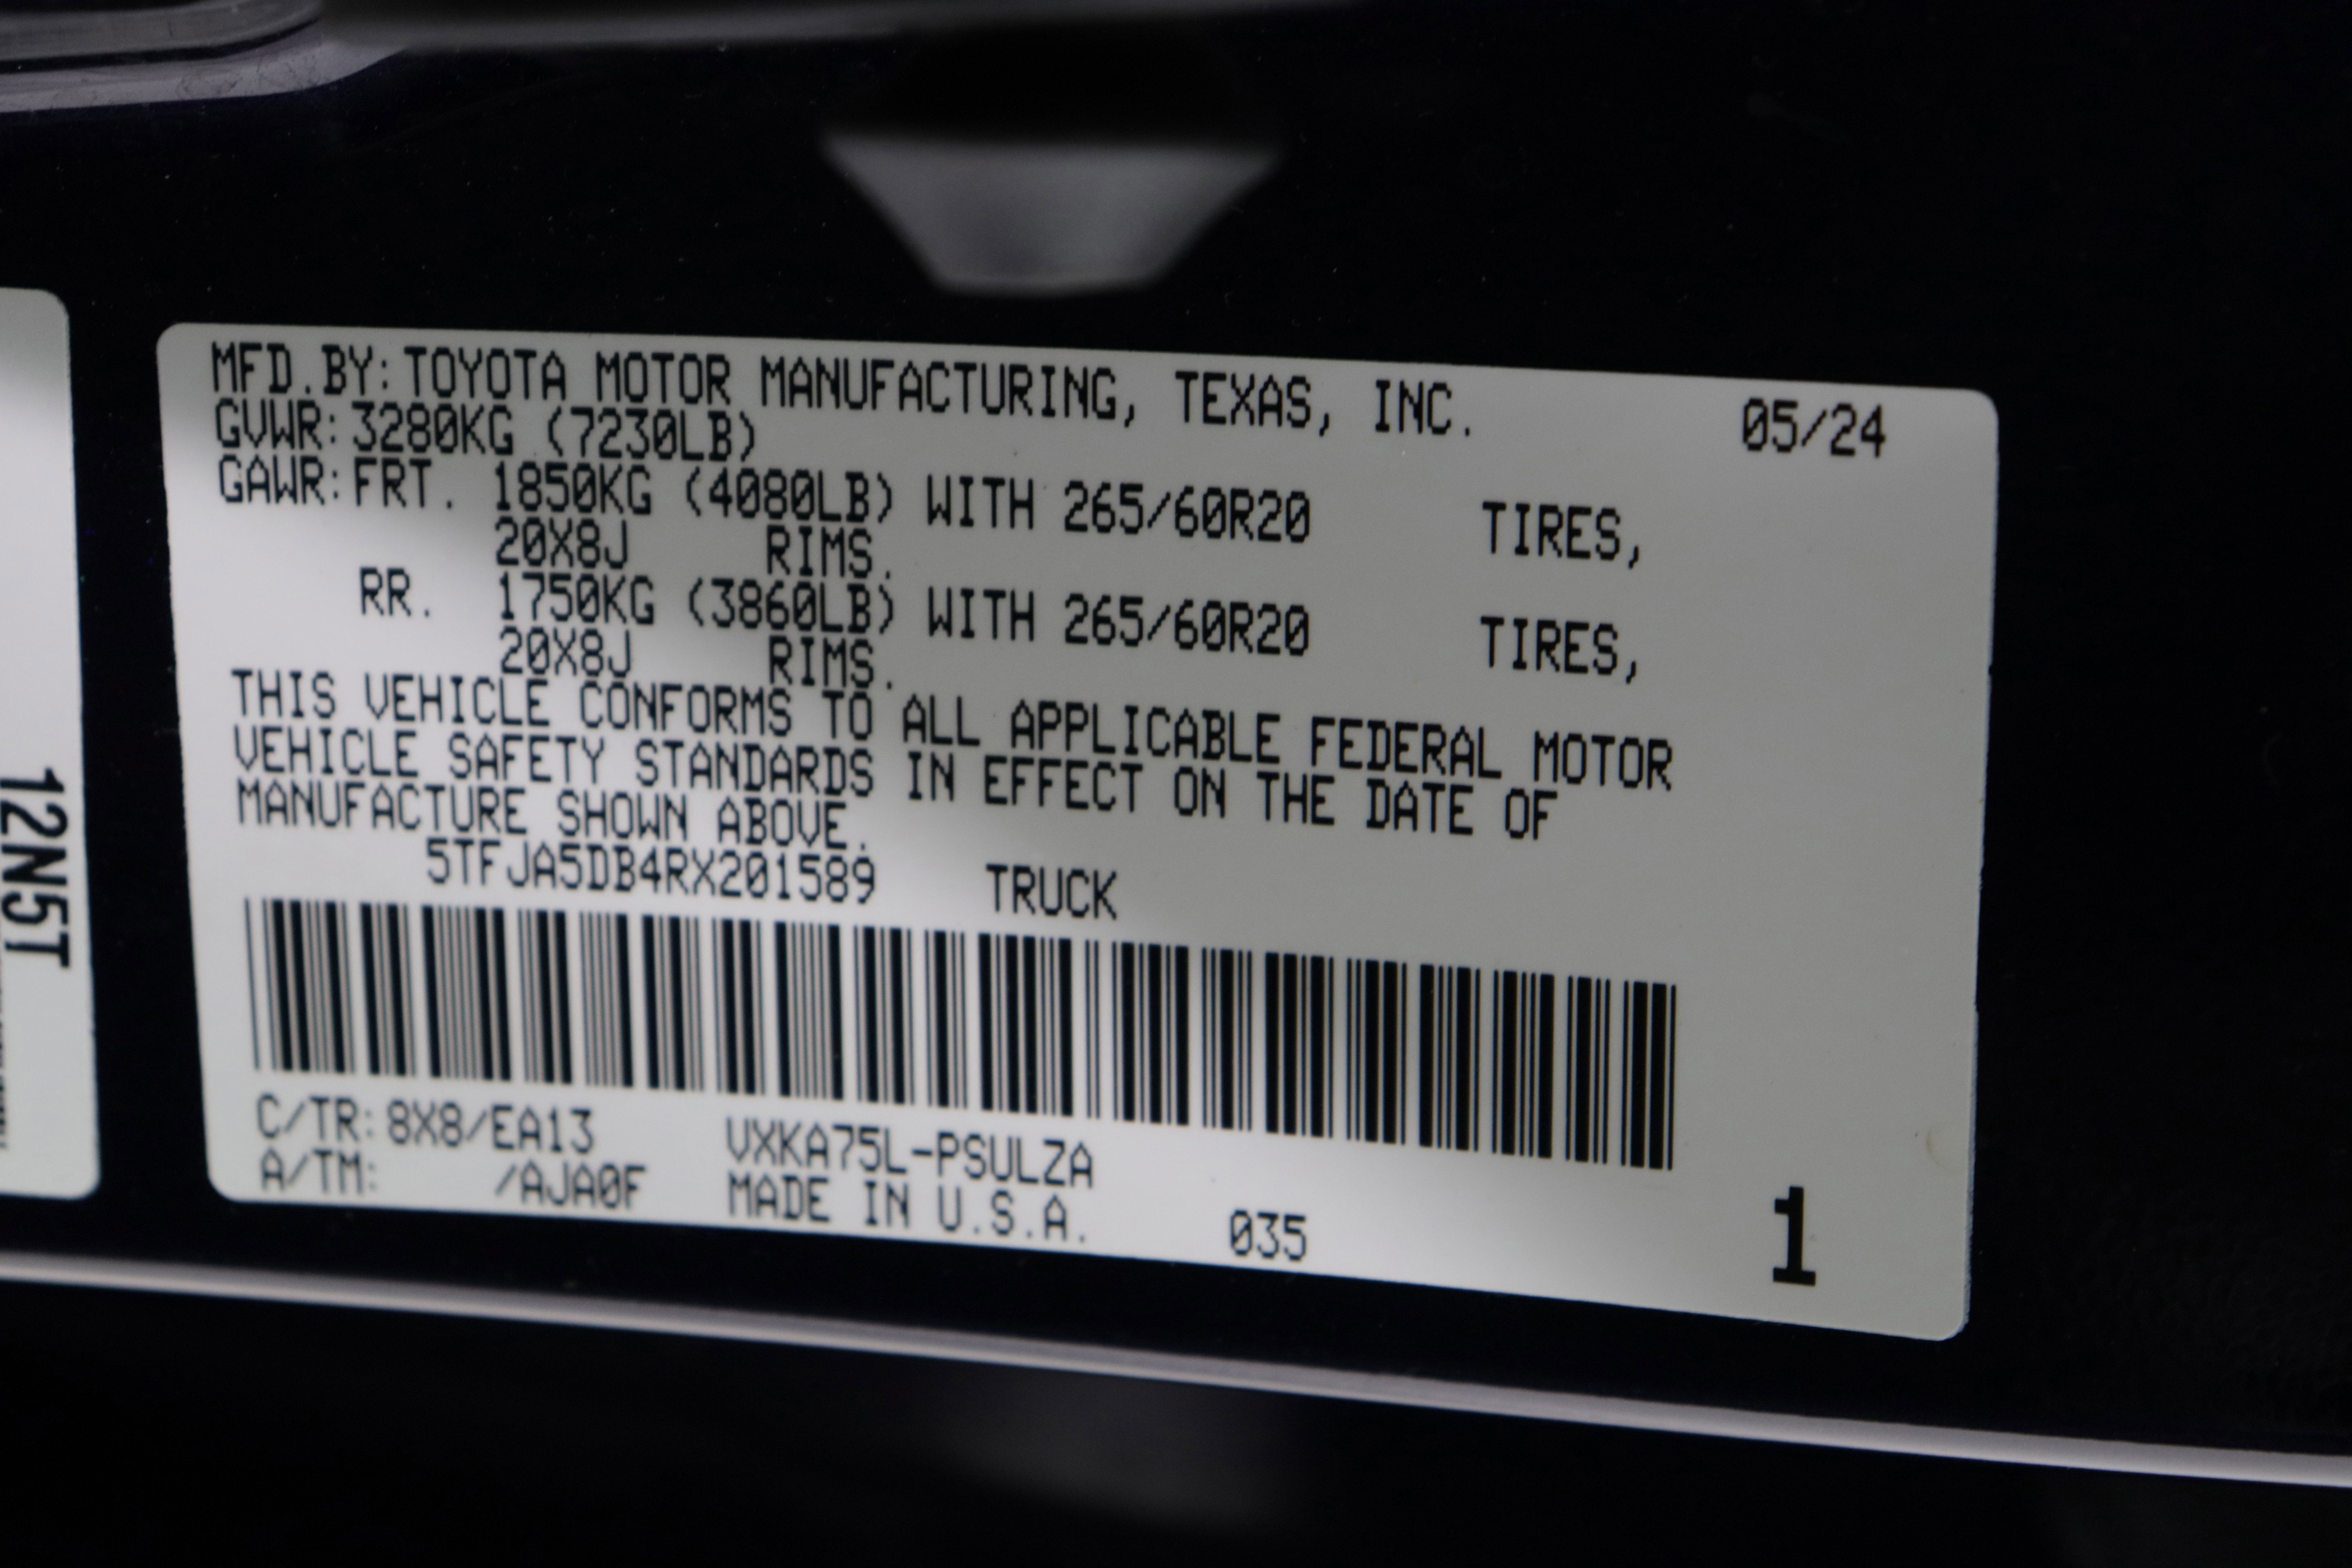 MFD.BY:TOYOTA MOTOR MANUFACTURING, TEXAS, INC. 05/24
GVWR:3280KG (7230LB)
GAWR:FRT. 1850KG (4080LB) WITH 265/60R20 TIRES,
20X8J RIMS.
RR. 1750KG (3860LB) WITH 265/60R20 TIRES,
20X8J RIMS.
THIS VEHICLE CONFORMS TO ALL APPLICABLE FEDERAL MOTOR
VEHICLE SAFETY STANDARDS IN EFFECT ON THE DATE OF
MANUFACTURE SHOWN ABOVE.
5TFJA5DB4RX201589 TRUCK
C/TR:8X8/EA13 VXKA75L-PSULZA
A/TM: /AJA0F MADE IN U.S.A. 035 1
12N5T